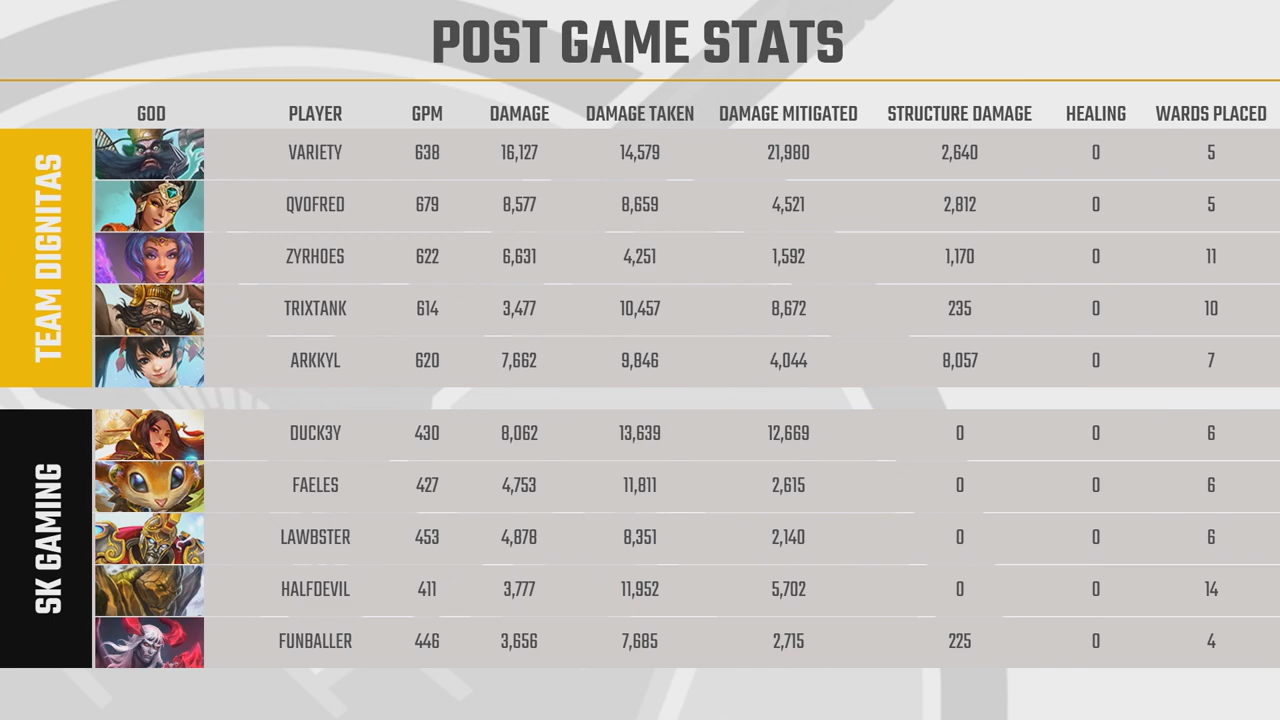 POST GAME STATS
GOD PLAYER GPM DAMAGE DAMAGE TAKEN DAMAGE MITIGATED STRUCTURE DAMAGE HEALING WARDS PLACED
TEAM DIGNITAS
VARIETY 638 16,127 14,579 21,980 2,640 0 5
QVOFRED 679 8,577 8,659 4,521 2,812 0 5
ZYRHOES 622 6,631 4,251 1,592 1,170 0 11
TRIXTANK 614 3,477 10,457 8,672 235 0 10
ARKKYL 620 7,662 9,846 4,044 8,057 0 7
SK GAMING
DUCK3Y 430 8,062 13,639 12,669 0 0 6
FAELES 427 4,753 11,811 2,615 0 0 6
LAWBSTER 453 4,878 8,351 2,140 0 0 6
HALFDEVIL 411 3,777 11,952 5,702 0 0 14
FUNBALLER 446 3,656 7,685 2,715 225 0 4